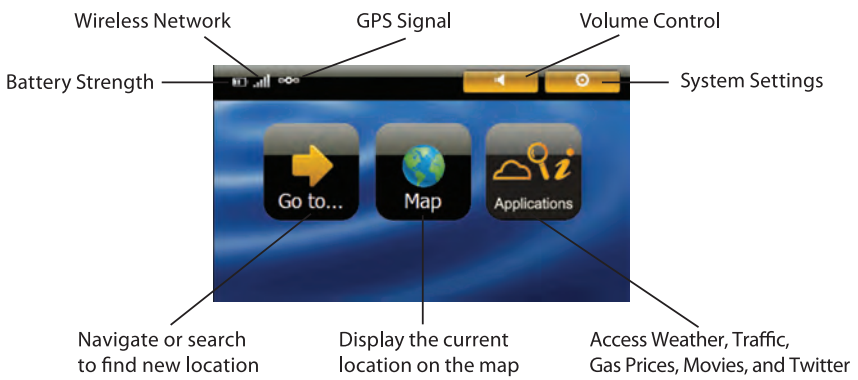 Wireless Network
GPS Signal
Volume Control
Battery Strength
System Settings
Go to...
Map
Applications
Navigate or search
to find new location
Display the current
location on the map
Access Weather, Traffic,
Gas Prices, Movies, and Twitter